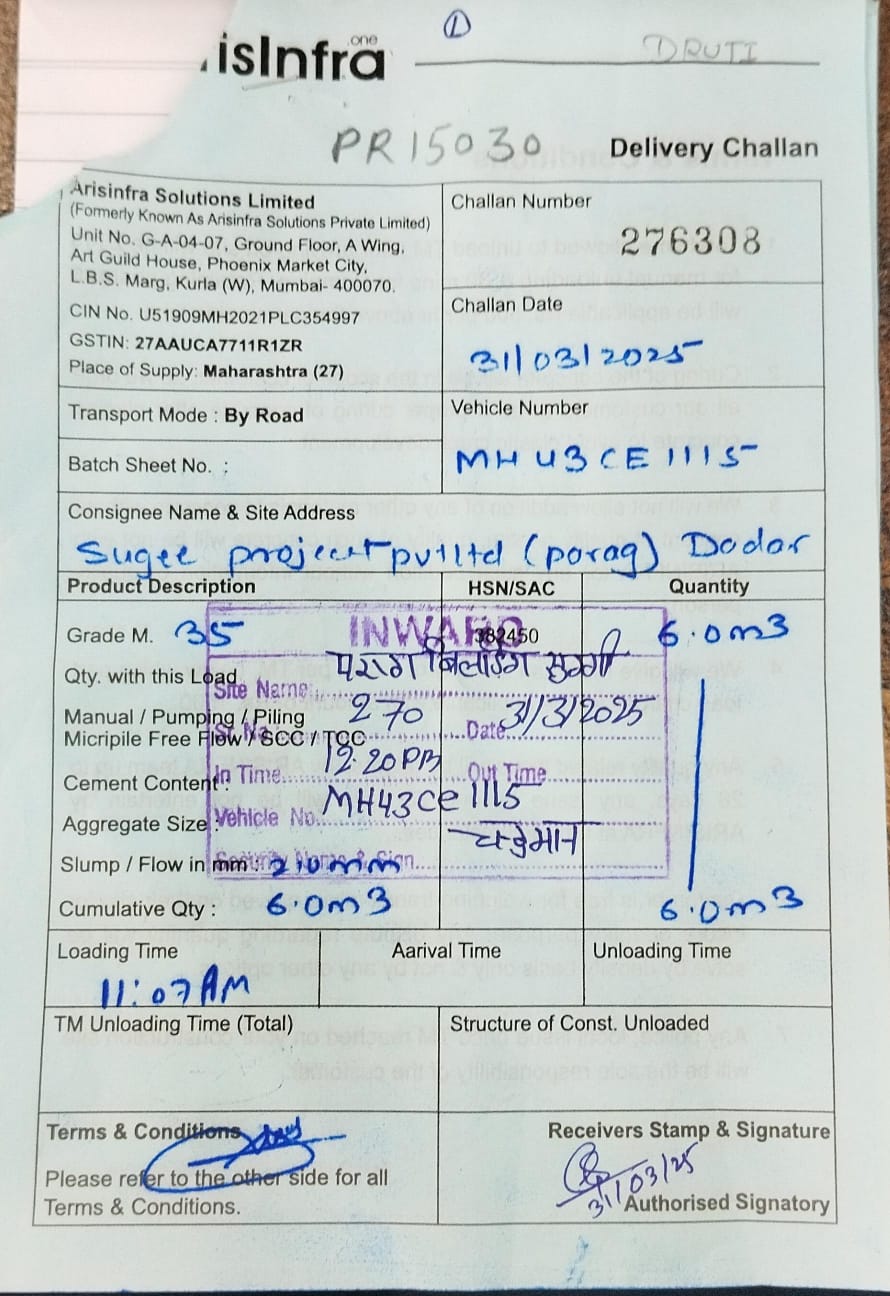 1
isInfra
.one
DRUTI
PR15030
Delivery Challan
Arisinfra Solutions Limited
(Formerly Known As Arisinfra Solutions Private Limited)
Unit No. G-A-04-07, Ground Floor, A Wing,
Art Guild House, Phoenix Market City,
L.B.S. Marg, Kurla (W), Mumbai- 400070.
CIN No. U51909MH2021PLC354997
GSTIN: 27AAUCA7711R1ZR
Place of Supply: Maharashtra (27)
Challan Number
276308
Challan Date
31/03/2025
Transport Mode : By Road
Vehicle Number
MH 43 CE 1115
Batch Sheet No. :
Consignee Name & Site Address
Sugee project pvtltd (parag) Dadar
Product Description HSN/SAC Quantity
Grade M. 35 382450 6.0m3
INWARD
Qty. with this Load
Site Name: पराग बिल्डिंग सुगी
Manual / Pumping / Piling
Micripile Free Flow / SCC / TCC
Sr. No. 270 Date 31/3/2025
Cement Content :
In Time 12.20PM Out Time
Aggregate Size :
Vehicle No. MH43ce 1115
Slump / Flow in mm : 210mm
Security Name & Sign.
Cumulative Qty : 6.0m3 6.0m3
Loading Time Aarival Time Unloading Time
11:07AM
TM Unloading Time (Total) Structure of Const. Unloaded
Terms & Conditions
Please refer to the other side for all
Terms & Conditions.
Receivers Stamp & Signature
31/03/25
Authorised Signatory